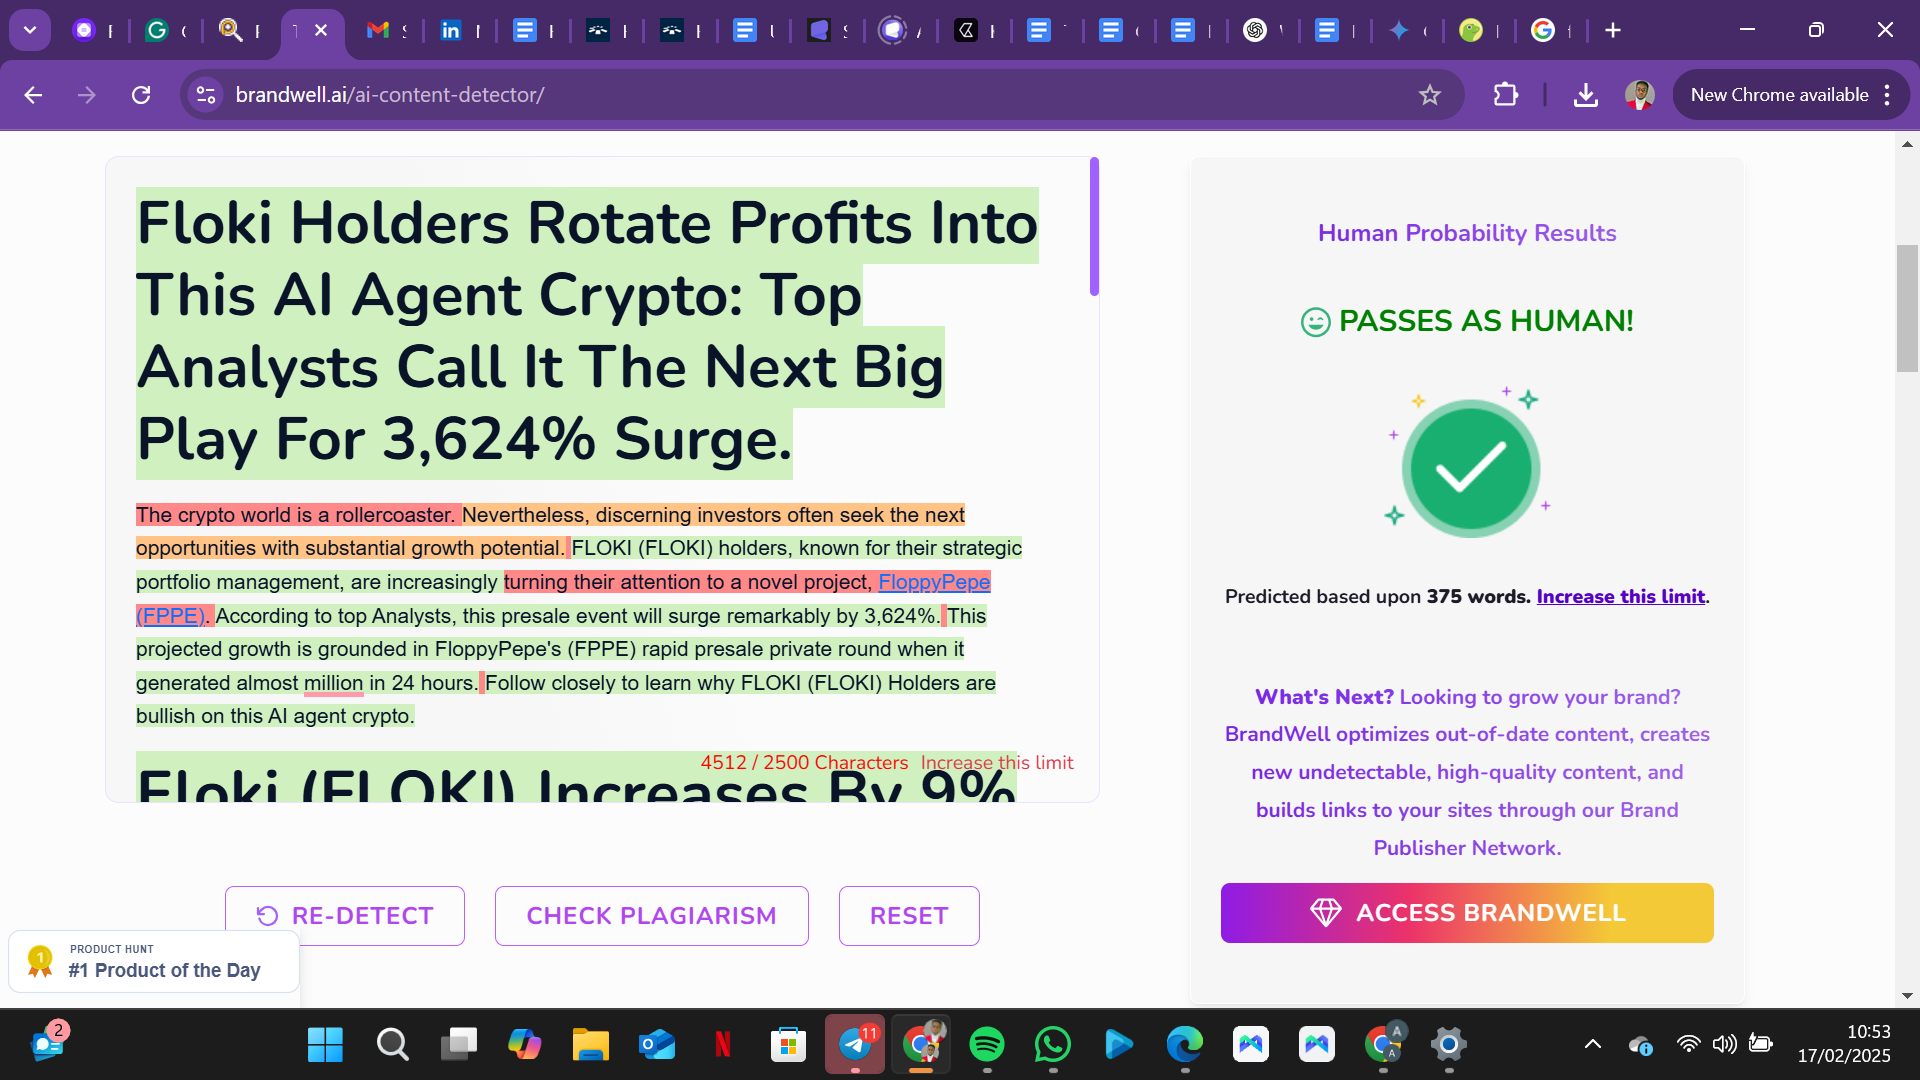 brandwell.ai/ai-content-detector/
New Chrome available
Floki Holders Rotate Profits Into
This AI Agent Crypto: Top
Analysts Call It The Next Big
Play For 3,624% Surge.
The crypto world is a rollercoaster. Nevertheless, discerning investors often seek the next
opportunities with substantial growth potential. FLOKI (FLOKI) holders, known for their strategic
portfolio management, are increasingly turning their attention to a novel project, FloppyPepe
(FPPE). According to top Analysts, this presale event will surge remarkably by 3,624%. This
projected growth is grounded in FloppyPepe's (FPPE) rapid presale private round when it
generated almost million in 24 hours. Follow closely to learn why FLOKI (FLOKI) Holders are
bullish on this AI agent crypto.
4512 / 2500 Characters Increase this limit
Floki (FLOKI) Increases By 9%
RE-DETECT
CHECK PLAGIARISM
RESET
PRODUCT HUNT
#1 Product of the Day
Human Probability Results
PASSES AS HUMAN!
Predicted based upon 375 words. Increase this limit.
What's Next? Looking to grow your brand?
BrandWell optimizes out-of-date content, creates
new undetectable, high-quality content, and
builds links to your sites through our Brand
Publisher Network.
ACCESS BRANDWELL
2
11
10:53
17/02/2025